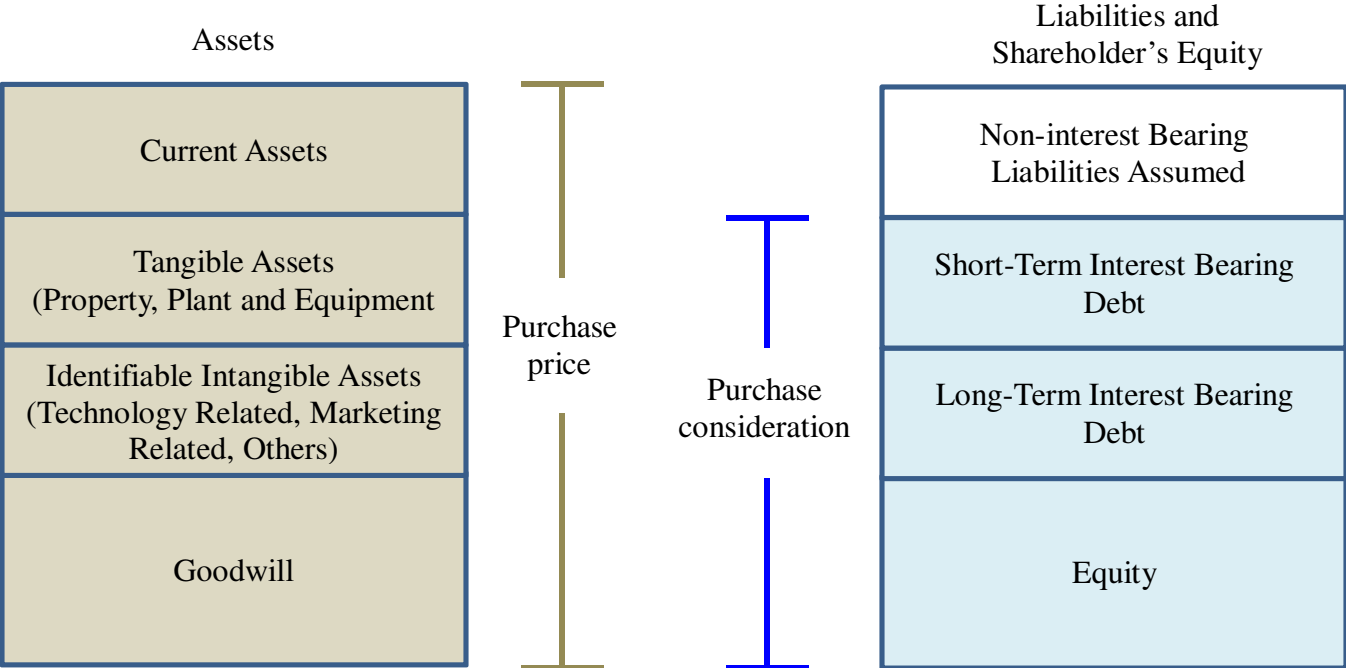 Assets
Current Assets
Tangible Assets
(Property, Plant and Equipment
Identifiable Intangible Assets
(Technology Related, Marketing
Related, Others)
Goodwill
Purchase
price
Purchase
consideration
Liabilities and
Shareholder’s Equity
Non-interest Bearing
Liabilities Assumed
Short-Term Interest Bearing
Debt
Long-Term Interest Bearing
Debt
Equity